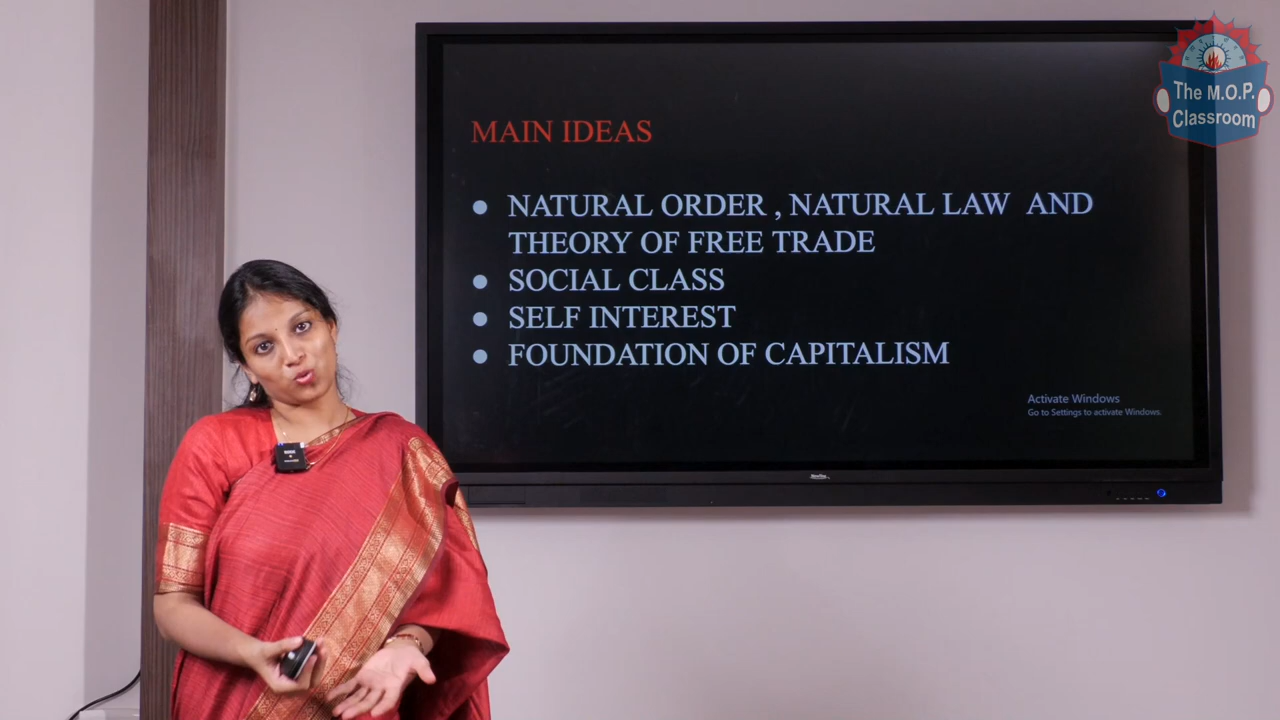 The M.O.P.
Classroom
MAIN IDEAS
● NATURAL ORDER , NATURAL LAW AND
THEORY OF FREE TRADE
● SOCIAL CLASS
● SELF INTEREST
● FOUNDATION OF CAPITALISM
Activate Windows
Go to Settings to activate Windows.